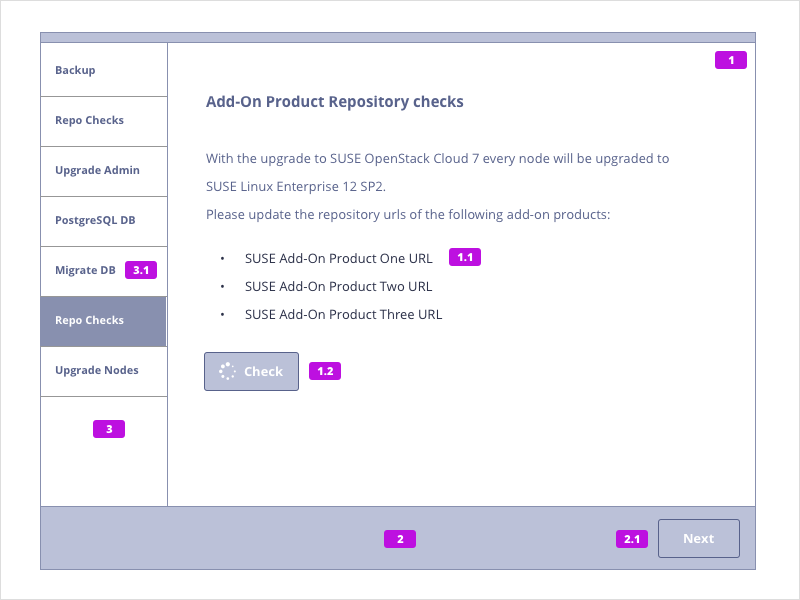 Backup
Repo Checks
Upgrade Admin
PostgreSQL DB
Migrate DB 3.1
Repo Checks
Upgrade Nodes
3
1
Add-On Product Repository checks
With the upgrade to SUSE OpenStack Cloud 7 every node will be upgraded to
SUSE Linux Enterprise 12 SP2.
Please update the repository urls of the following add-on products:
• SUSE Add-On Product One URL 1.1
• SUSE Add-On Product Two URL
• SUSE Add-On Product Three URL
Check 1.2
2 2.1 Next